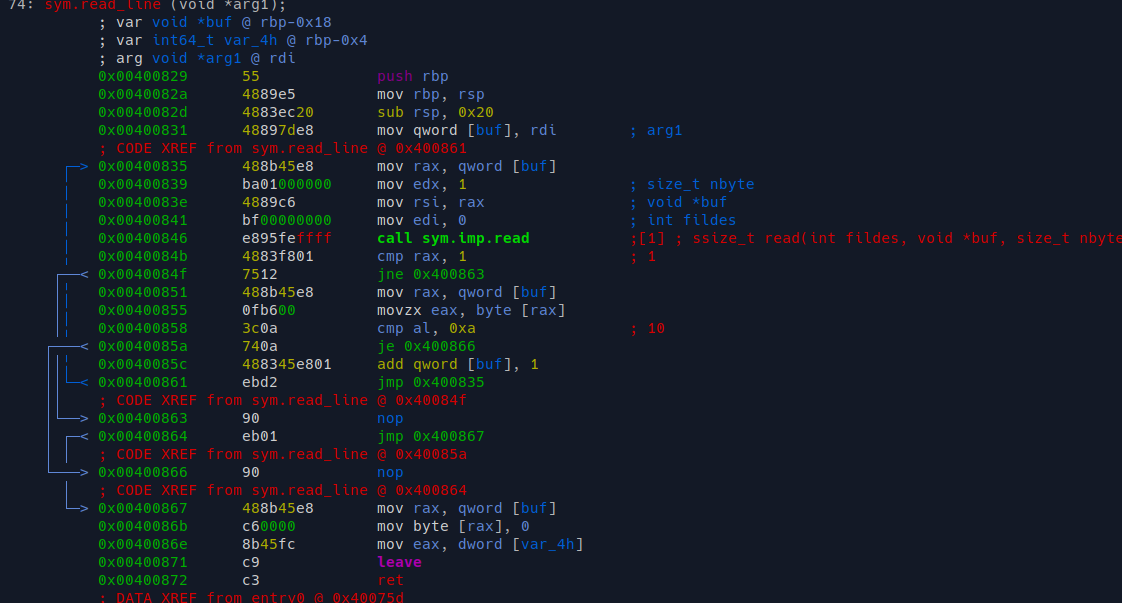 74: sym.read_line (void *arg1);
; var void *buf @ rbp-0x18
; var int64_t var_4h @ rbp-0x4
; arg void *arg1 @ rdi
0x00400829 55 push rbp
0x0040082a 4889e5 mov rbp, rsp
0x0040082d 4883ec20 sub rsp, 0x20
0x00400831 48897de8 mov qword [buf], rdi ; arg1
; CODE XREF from sym.read_line @ 0x400861
0x00400835 488b45e8 mov rax, qword [buf]
0x00400839 ba01000000 mov edx, 1 ; size_t nbyte
0x0040083e 4889c6 mov rsi, rax ; void *buf
0x00400841 bf00000000 mov edi, 0 ; int fildes
0x00400846 e895feffff call sym.imp.read ;[1] ; ssize_t read(int fildes, void *buf, size_t nbyte
0x0040084b 4883f801 cmp rax, 1 ; 1
0x0040084f 7512 jne 0x400863
0x00400851 488b45e8 mov rax, qword [buf]
0x00400855 0fb600 movzx eax, byte [rax]
0x00400858 3c0a cmp al, 0xa ; 10
0x0040085a 740a je 0x400866
0x0040085c 488345e801 add qword [buf], 1
0x00400861 ebd2 jmp 0x400835
; CODE XREF from sym.read_line @ 0x40084f
0x00400863 90 nop
0x00400864 eb01 jmp 0x400867
; CODE XREF from sym.read_line @ 0x40085a
0x00400866 90 nop
; CODE XREF from sym.read_line @ 0x400864
0x00400867 488b45e8 mov rax, qword [buf]
0x0040086b c60000 mov byte [rax], 0
0x0040086e 8b45fc mov eax, dword [var_4h]
0x00400871 c9 leave
0x00400872 c3 ret
; DATA XREF from entry0 @ 0x40075d